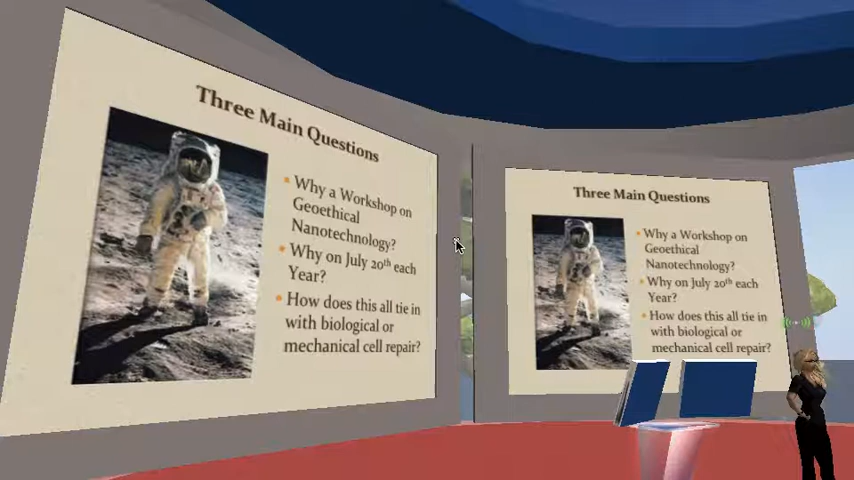 Three Main Questions
Why a Workshop on
Geoethical
Nanotechnology?
Why on July 20th each
Year?
How does this all tie in
with biological or
mechanical cell repair?
Three Main Questions
Why a Workshop on
Geoethical
Nanotechnology?
Why on July 20th each
Year?
How does this all tie in
with biological or
mechanical cell repair?